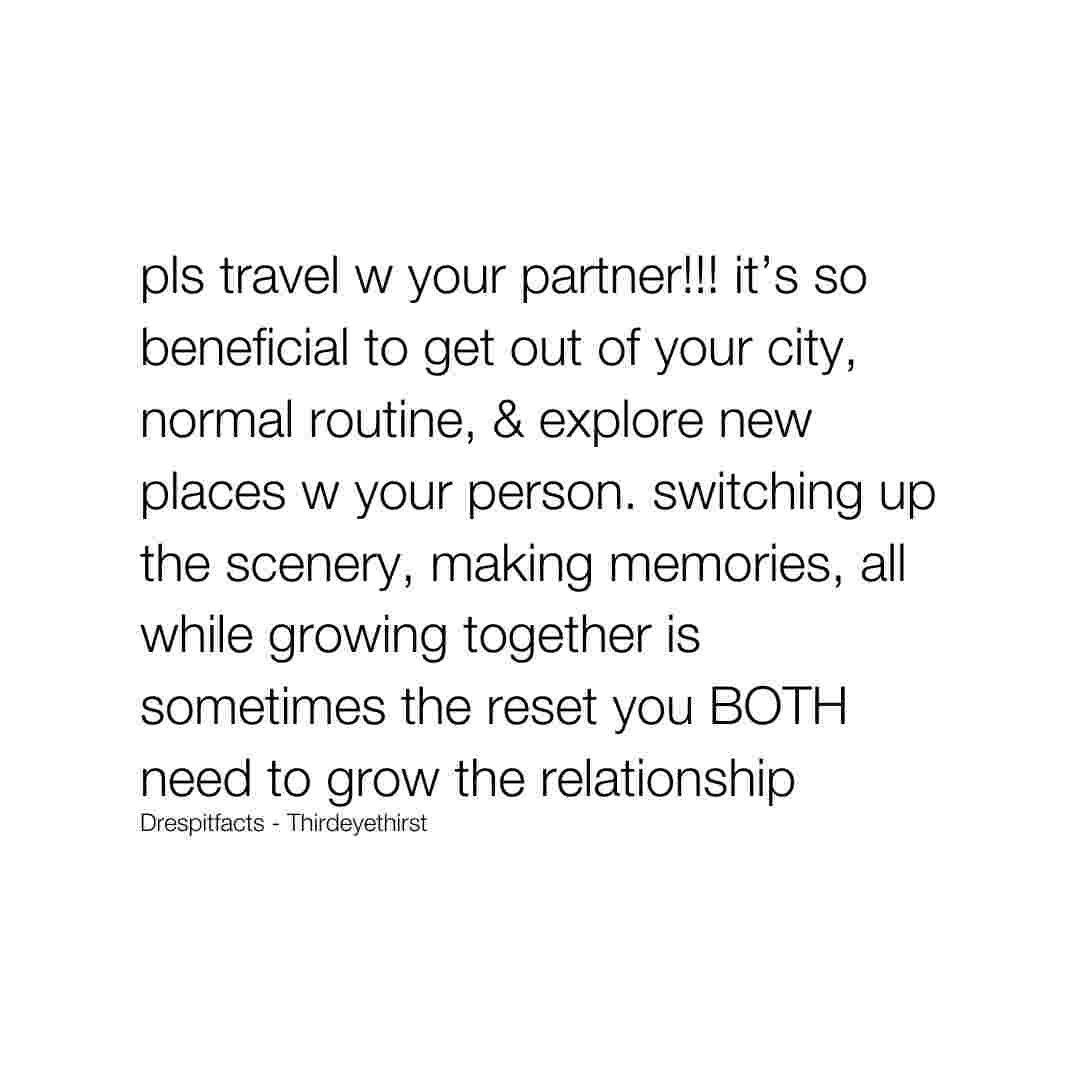 pls travel w your partner!!! it’s so
beneficial to get out of your city,
normal routine, & explore new
places w your person. switching up
the scenery, making memories, all
while growing together is
sometimes the reset you BOTH
need to grow the relationship
Drespitfacts - Thirdeyethirst